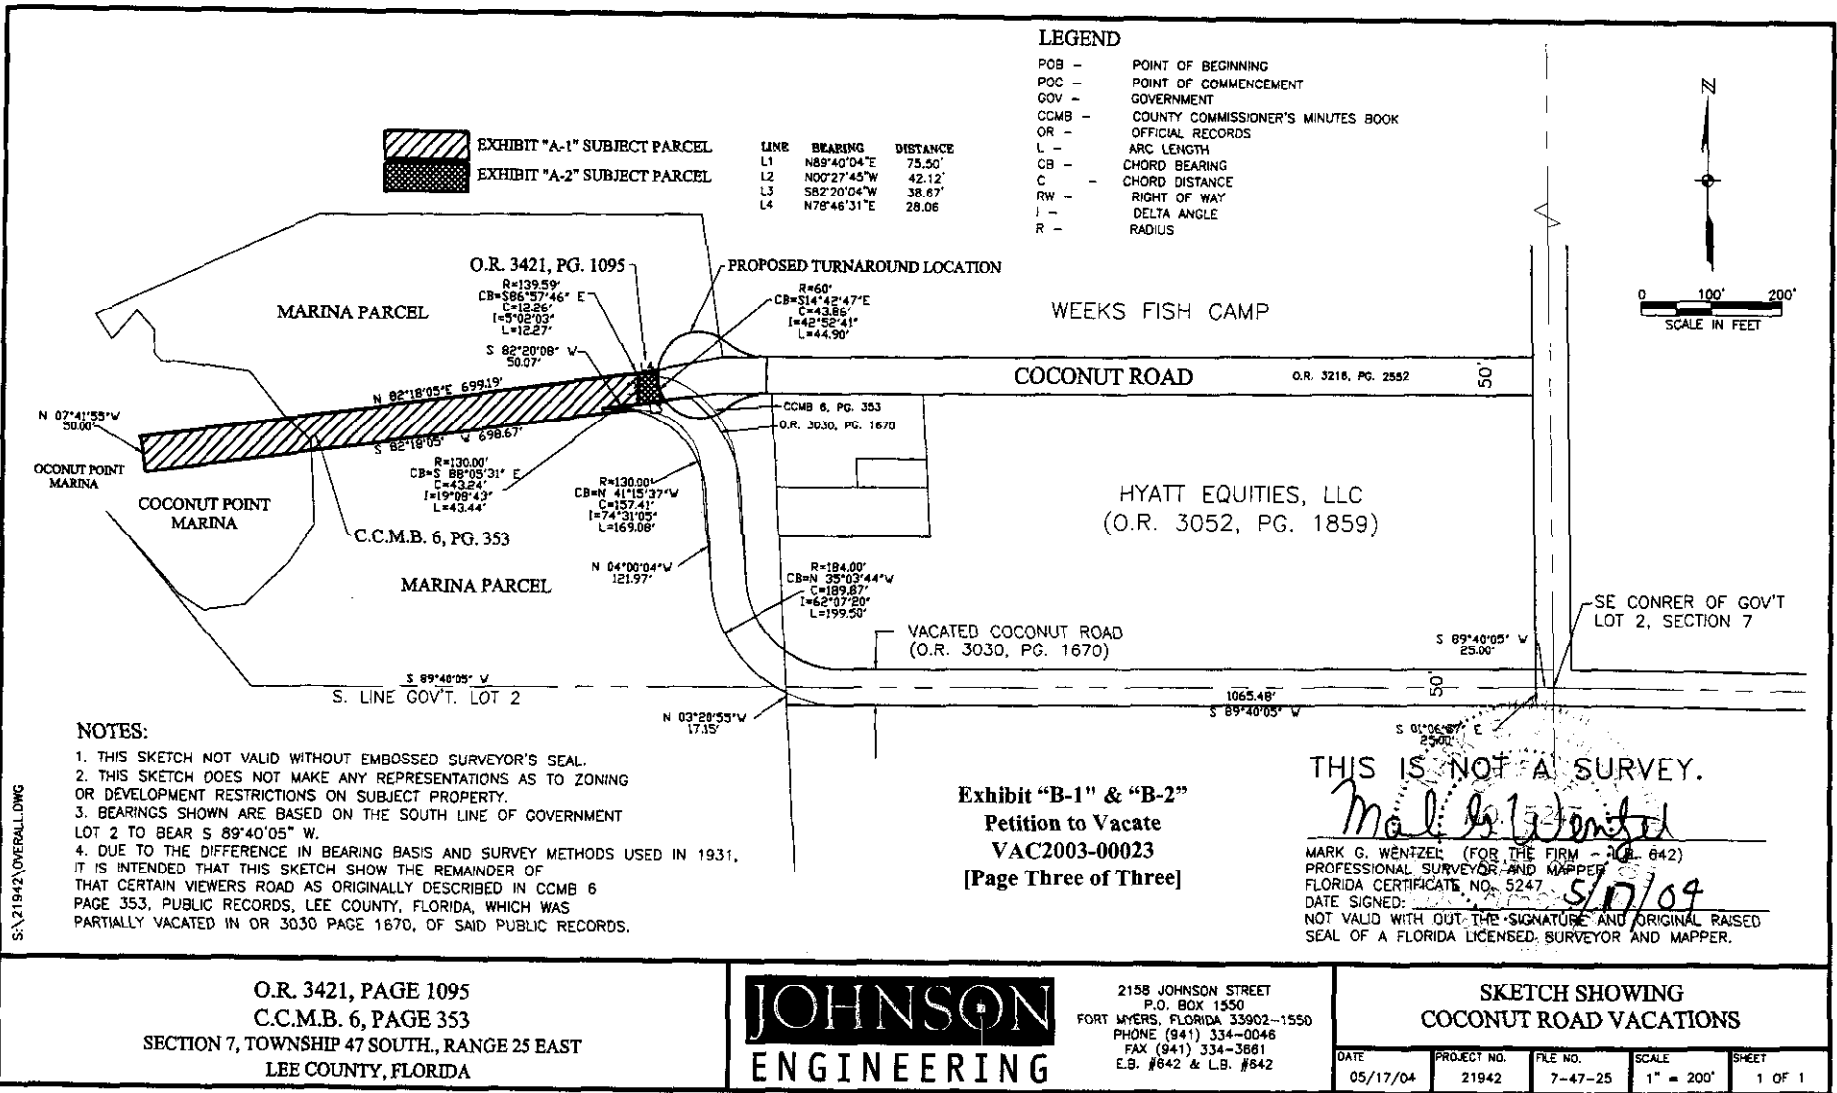 LEGEND
POB - POINT OF BEGINNING
POC - POINT OF COMMENCEMENT
GOV - GOVERNMENT
CCMB - COUNTY COMMISSIONER'S MINUTES BOOK
OR - OFFICIAL RECORDS
L - ARC LENGTH
CB - CHORD BEARING
C - CHORD DISTANCE
RW - RIGHT OF WAY
I - DELTA ANGLE
R - RADIUS
EXHIBIT "A-1" SUBJECT PARCEL
EXHIBIT "A-2" SUBJECT PARCEL
LINE BEARING DISTANCE
L1 N89°40'04"E 75.50'
L2 N00°27'45"W 42.12'
L3 S82°20'04"W 38.67'
L4 N78°46'31"E 28.06
N
0 100' 200'
SCALE IN FEET
O.R. 3421, PG. 1095
R=139.59'
CB=S86°57'46" E
C=12.26'
I=5°02'03"
L=12.27'
S 82°20'08" W
50.07'
PROPOSED TURNAROUND LOCATION
R=60'
CB=S14°42'47"E
C=43.86'
I=42°52'41"
L=44.90'
MARINA PARCEL
WEEKS FISH CAMP
COCONUT ROAD
O.R. 3216, PG. 2552
50'
N 82°18'05"E 699.19'
S 82°18'05" W 698.67'
N 07°41'55"W
50.00'
OCONUT POINT
MARINA
COCONUT POINT
MARINA
CCMB 6, PG. 353
O.R. 3030, PG. 1670
R=130.00'
CB=S 88°05'31" E
C=43.24'
I=19°08'43"
L=43.44'
R=130.00'
CB=N 41°15'37"W
C=157.41'
I=74°31'05"
L=169.08'
C.C.M.B. 6, PG. 353
MARINA PARCEL
N 04°00'04"W
121.97'
R=184.00'
CB=N 35°03'44"W
C=189.87'
I=62°07'20"
L=199.50'
HYATT EQUITIES, LLC
(O.R. 3052, PG. 1859)
VACATED COCONUT ROAD
(O.R. 3030, PG. 1670)
SE CONRER OF GOV'T
LOT 2, SECTION 7
S 89°40'05" W
25.00'
S 89°40'05" W
S. LINE GOV'T. LOT 2
N 03°28'55"W
17.15'
1065.48'
S 89°40'05" W
50'
25.00'
NOTES:
1. THIS SKETCH NOT VALID WITHOUT EMBOSSED SURVEYOR'S SEAL.
2. THIS SKETCH DOES NOT MAKE ANY REPRESENTATIONS AS TO ZONING
OR DEVELOPMENT RESTRICTIONS ON SUBJECT PROPERTY.
3. BEARINGS SHOWN ARE BASED ON THE SOUTH LINE OF GOVERNMENT
LOT 2 TO BEAR S 89°40'05" W.
4. DUE TO THE DIFFERENCE IN BEARING BASIS AND SURVEY METHODS USED IN 1931,
IT IS INTENDED THAT THIS SKETCH SHOW THE REMAINDER OF
THAT CERTAIN VIEWERS ROAD AS ORIGINALLY DESCRIBED IN CCMB 6
PAGE 353, PUBLIC RECORDS, LEE COUNTY, FLORIDA, WHICH WAS
PARTIALLY VACATED IN OR 3030 PAGE 1670, OF SAID PUBLIC RECORDS.
S:\21942\OVERALL.DWG
Exhibit “B-1” & “B-2”
Petition to Vacate
VAC2003-00023
[Page Three of Three]
THIS IS NOT A SURVEY.
Mark G. Wentzel
MARK G. WENTZEL (FOR THE FIRM - L.B. 642)
PROFESSIONAL SURVEYOR AND MAPPER
FLORIDA CERTIFICATE NO. 5247
DATE SIGNED: 5/17/04
NOT VALID WITH OUT THE SIGNATURE AND ORIGINAL RAISED
SEAL OF A FLORIDA LICENSED SURVEYOR AND MAPPER.
O.R. 3421, PAGE 1095
C.C.M.B. 6, PAGE 353
SECTION 7, TOWNSHIP 47 SOUTH., RANGE 25 EAST
LEE COUNTY, FLORIDA
JOHNSON
ENGINEERING
2158 JOHNSON STREET
P.O. BOX 1550
FORT MYERS, FLORIDA 33902-1550
PHONE (941) 334-0046
FAX (941) 334-3661
E.B. #642 & L.B. #642
SKETCH SHOWING
COCONUT ROAD VACATIONS
DATE PROJECT NO. FILE NO. SCALE SHEET
05/17/04 21942 7-47-25 1" = 200' 1 OF 1